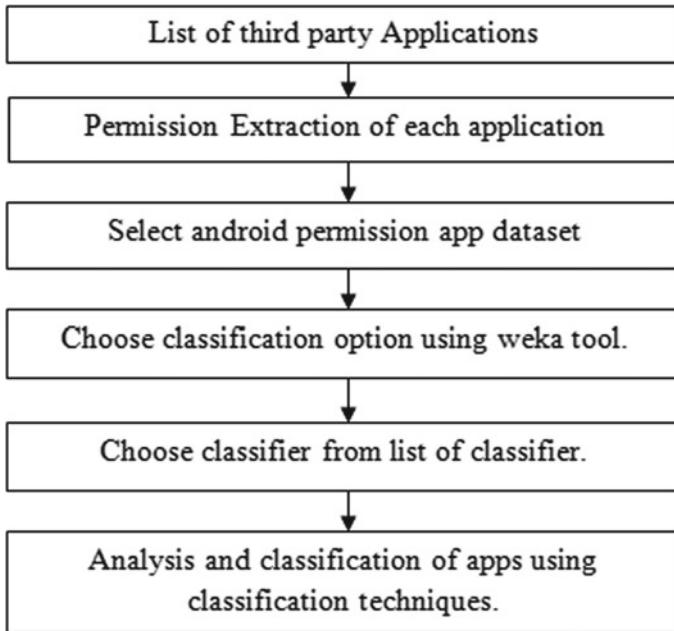 List of third party Applications
Permission Extraction of each application
Select android permission app dataset
Choose classification option using weka tool.
Choose classifier from list of classifier.
Analysis and classification of apps using
classification techniques.